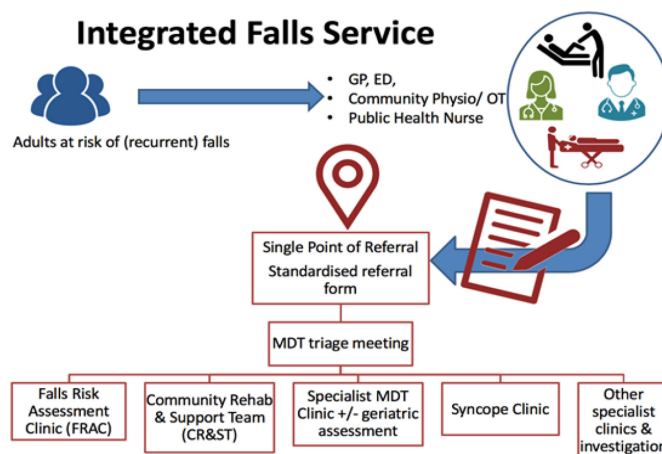 Integrated Falls Service
• GP, ED,
• Community Physio/ OT
• Public Health Nurse
Adults at risk of (recurrent) falls
Single Point of Referral
Standardised referral
form
MDT triage meeting
Falls Risk
Assessment
Clinic (FRAC)
Community Rehab
& Support Team
(CR&ST)
Specialist MDT
Clinic +/- geriatric
assessment
Syncope Clinic
Other
specialist
clinics &
investigation